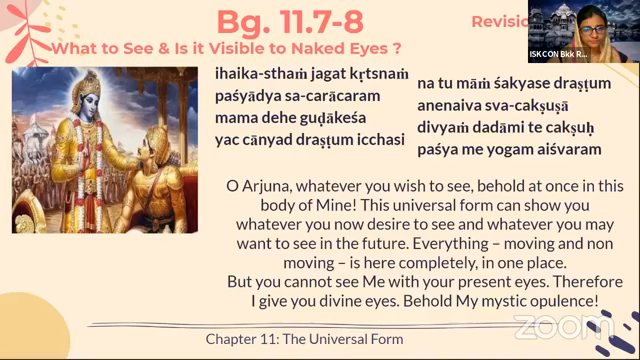 Bg. 11.7-8
Revisio
What to See & Is it Visible to Naked Eyes ?
ISKCON Bkk R...
ihaika-sthaṁ jagat kṛtsnaṁ
paśyādya sa-carācaram
mama dehe guḍākeśa
yac cānyad draṣṭum icchasi
na tu māṁ śakyase draṣṭum
anenaiva sva-cakṣuṣā
divyaṁ dadāmi te cakṣuḥ
paśya me yogam aiśvaram
O Arjuna, whatever you wish to see, behold at once in this
body of Mine! This universal form can show you
whatever you now desire to see and whatever you may
want to see in the future. Everything – moving and non
moving – is here completely, in one place.
But you cannot see Me with your present eyes. Therefore
I give you divine eyes. Behold My mystic opulence!
Chapter 11: The Universal Form
zoom